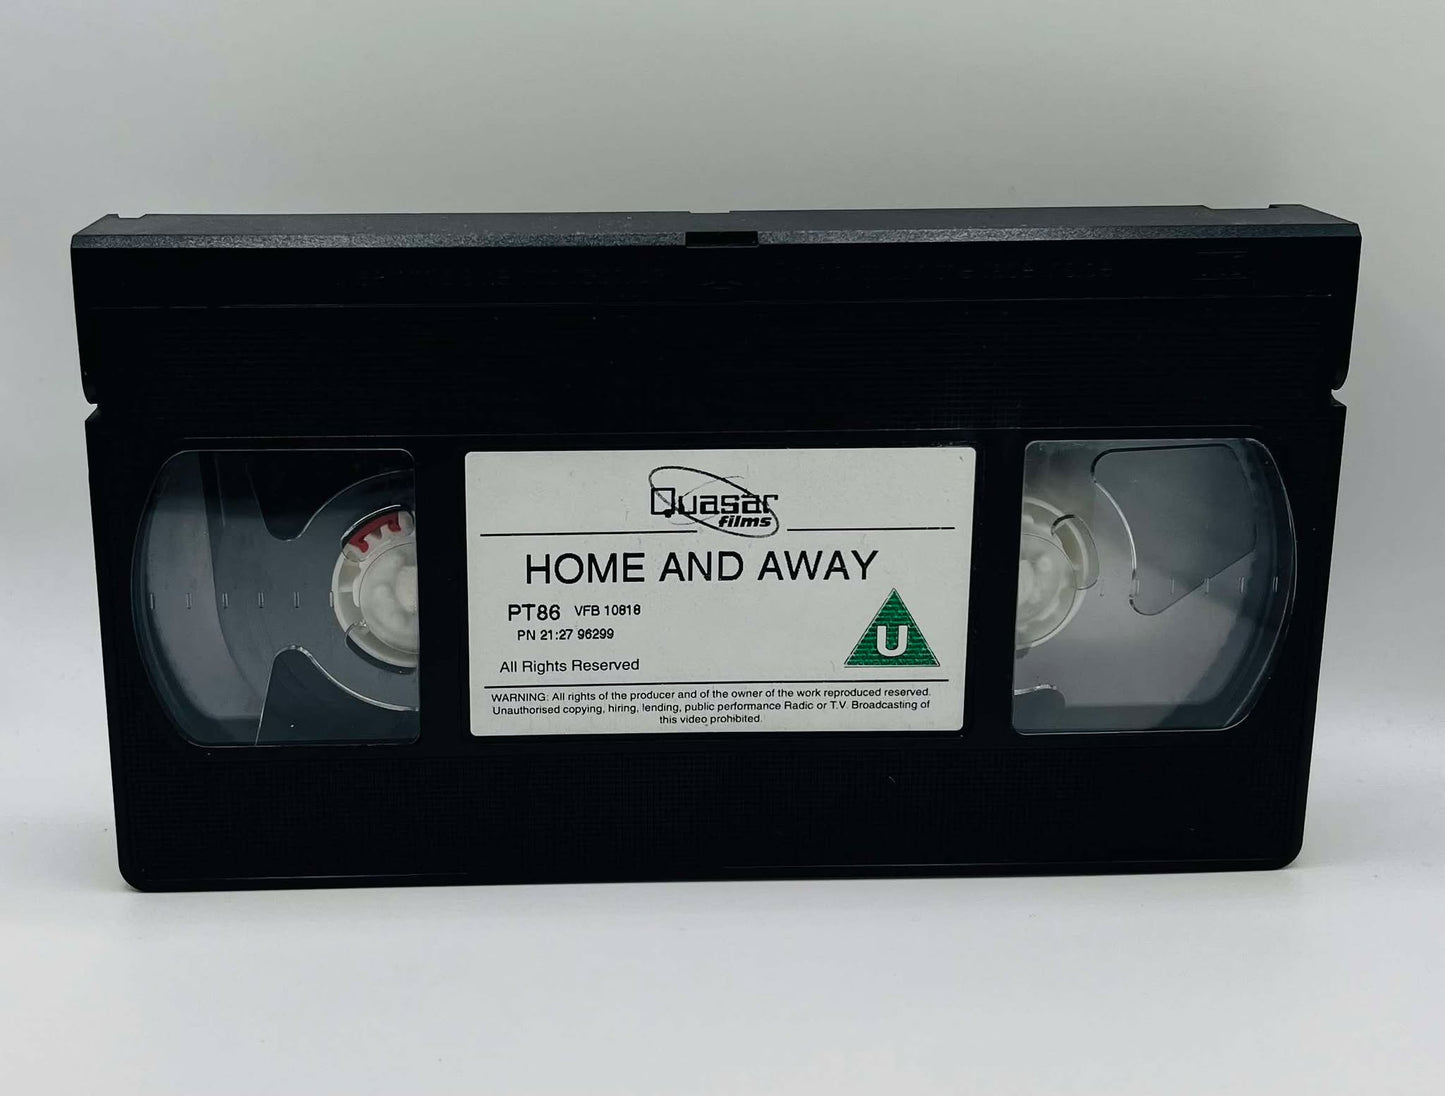 Quasar
films
HOME AND AWAY
PT86 VFB 10818
PN 21:27 96299
U
All Rights Reserved
WARNING: All rights of the producer and of the owner of the work reproduced reserved.
Unauthorised copying, hiring, lending, public performance Radio or T.V. Broadcasting of
this video prohibited.